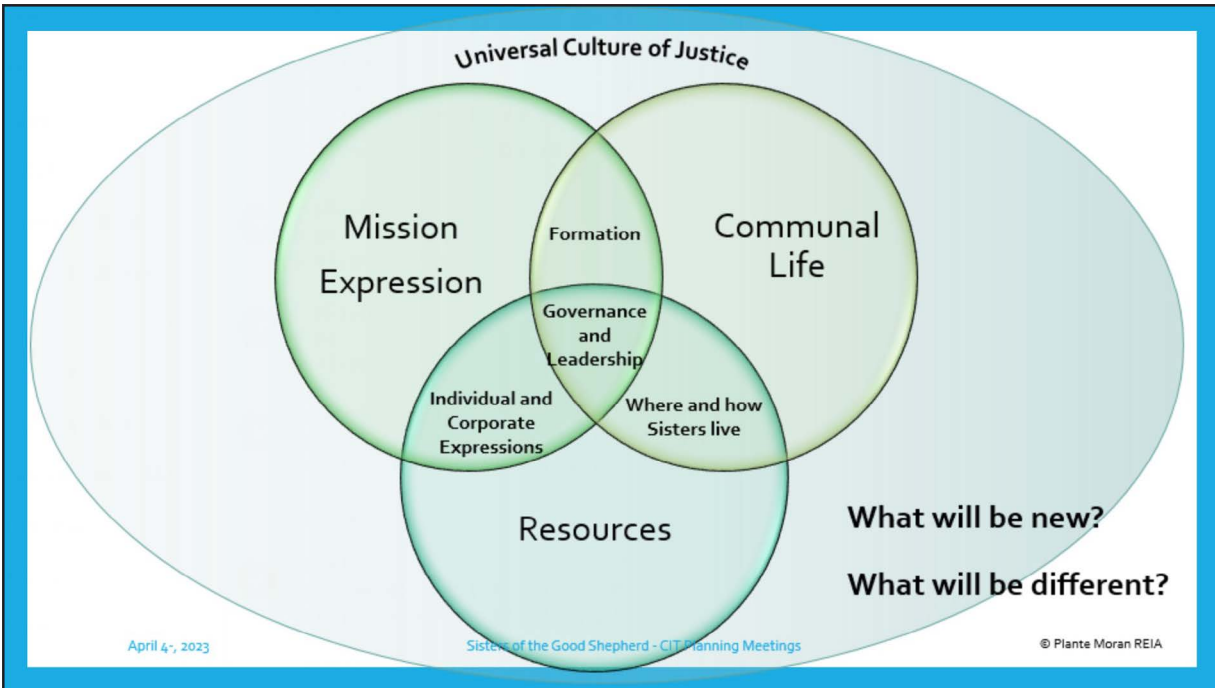 Universal Culture of Justice
Mission
Expression
Formation
Communal
Life
Governance
and
Leadership
Individual and
Corporate
Expressions
Where and how
Sisters live
Resources
What will be new?
What will be different?
April 4-, 2023
Sisters of the Good Shepherd - CIT Planning Meetings
© Plante Moran REIA